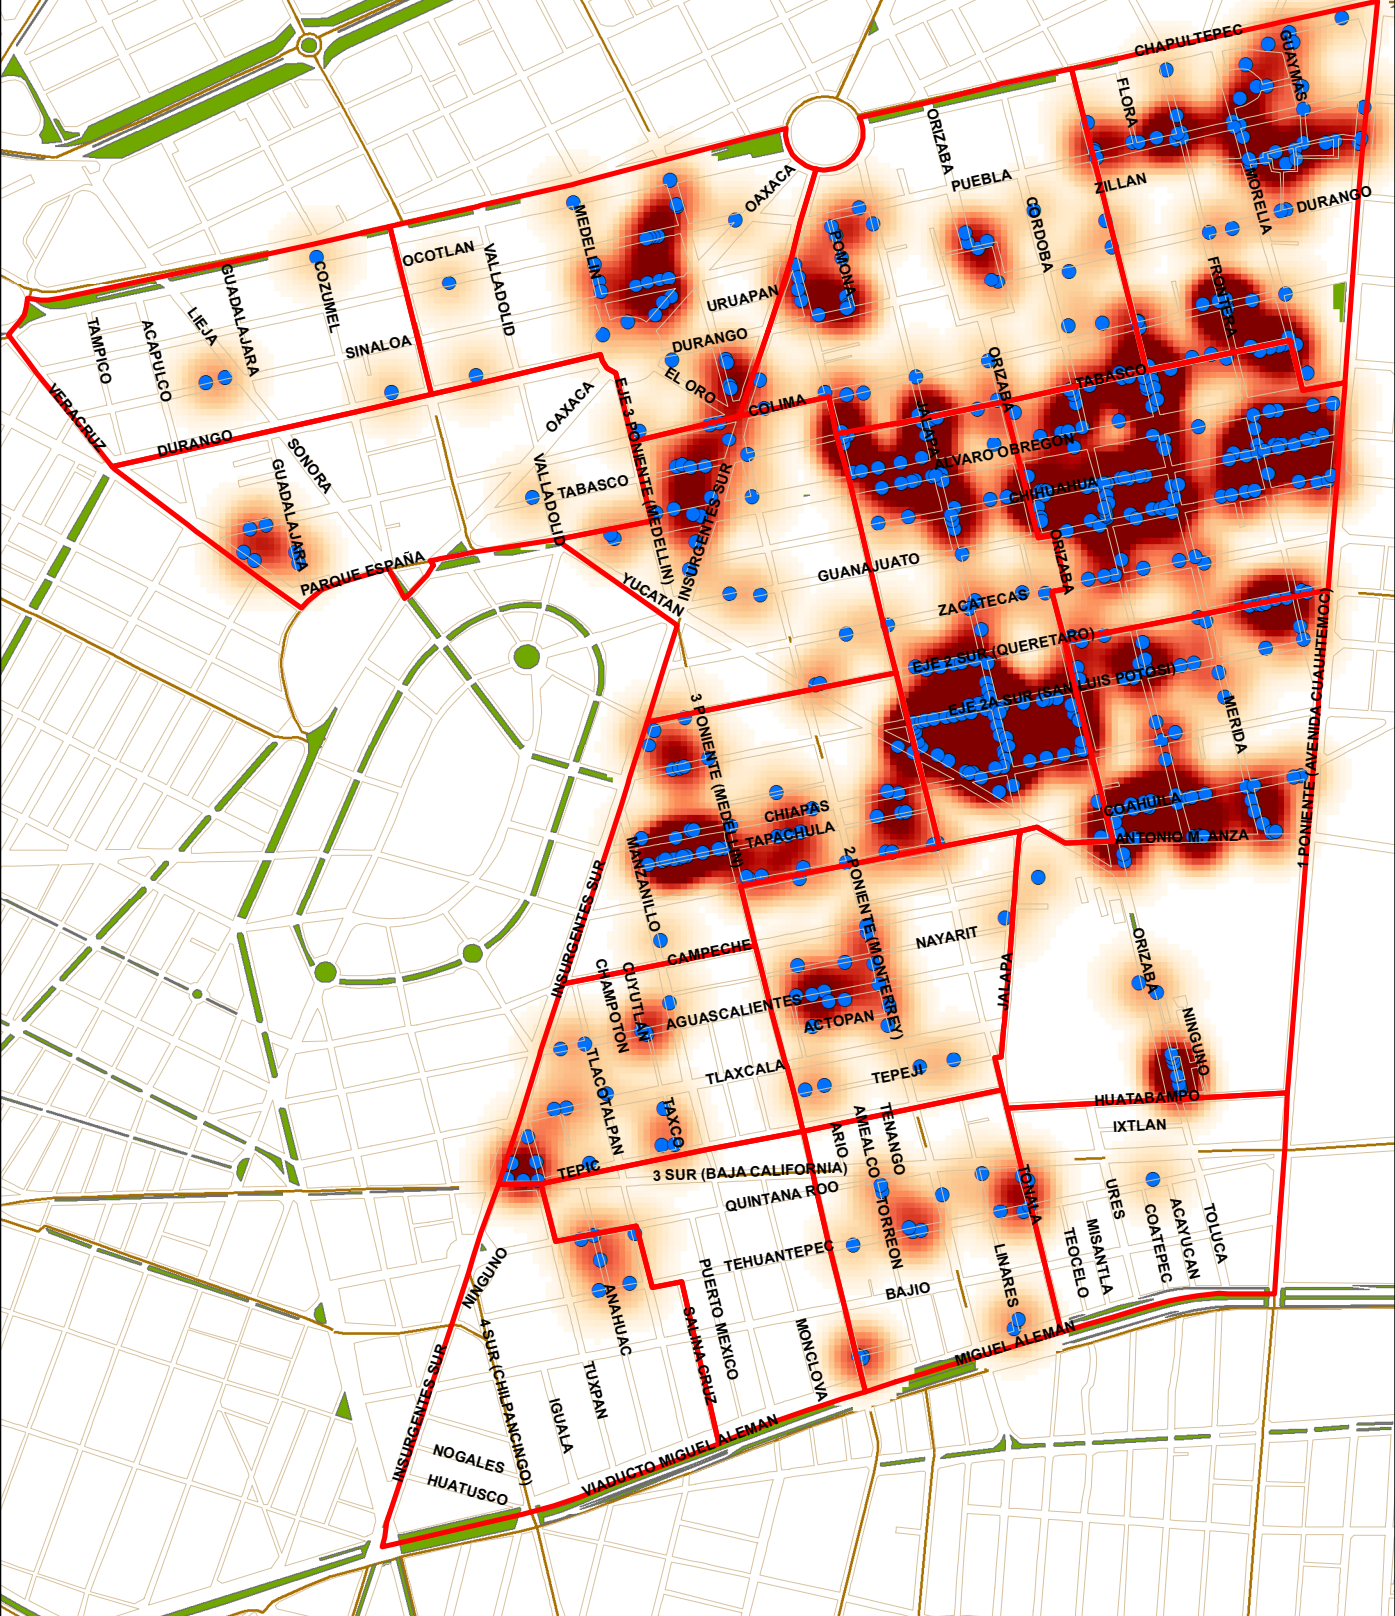 CHAPULTEPEC
GUAYMAS
FLORA
ORIZABA
PUEBLA
ZILLAN
MORELIA
DURANGO
OAXACA
CORDOBA
MEDELLIN
OCOTLAN
VALLADOLID
POMONA
GUADALAJARA
COZUMEL
LIEJA
TAMPICO
ACAPULCO
SINALOA
URUAPAN
FRONTERA
DURANGO
EL ORO
ORIZABA
TABASCO
VERACRUZ
DURANGO
SONORA
OAXACA
EJE 3 PONIENTE (MEDELLIN)
COLIMA
JALAPA
ALVARO OBREGON
GUADALAJARA
VALLADOLID
TABASCO
INSURGENTES SUR
CHIHUAHUA
ORIZABA
PARQUE ESPAÑA
YUCATAN
GUANAJUATO
ZACATECAS
EJE 2 SUR (QUERETARO)
EJE 2A SUR (SAN LUIS POTOSI)
1 PONIENTE (AVENIDA CUAUHTEMOC)
3 PONIENTE (MEDELLIN)
MERIDA
CHIAPAS
TAPACHULA
COAHUILA
ANTONIO M. ANZA
MANZANILLO
2 PONIENTE (MONTERREY)
INSURGENTES SUR
CAMPECHE
NAYARIT
JALAPA
ORIZABA
CUYUTLAN
CHAMPOTON
AGUASCALIENTES
ACTOPAN
NINGUNO
TLACOTALPAN
TLAXCALA
TEPEJI
TAXCO
HUATABAMPO
IXTLAN
ARIO
AMEALCO
TENANGO
TEPIC
3 SUR (BAJA CALIFORNIA)
QUINTANA ROO
TORREON
TONALA
URES
COATEPEC
ACAYUCAN
TOLUCA
MISANTLA
TEOCELO
TEHUANTEPEC
LINARES
BAJIO
NINGUNO
PUERTO MEXICO
ANAHUAC
SALINA CRUZ
MONCLOVA
MIGUEL ALEMAN
4 SUR (CHILPANCINGO)
INSURGENTES SUR
TUXPAN
IGUALA
NOGALES
HUATUSCO
VIADUCTO MIGUEL ALEMAN